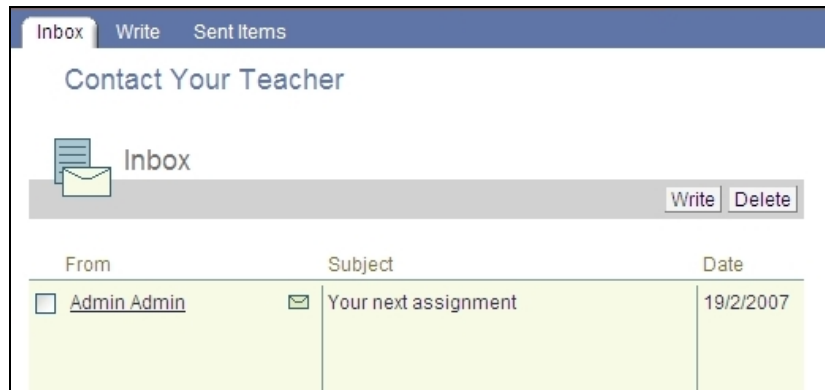 Inbox Write Sent Items
Contact Your Teacher
Inbox
Write Delete
From Subject Date
Admin Admin Your next assignment 19/2/2007